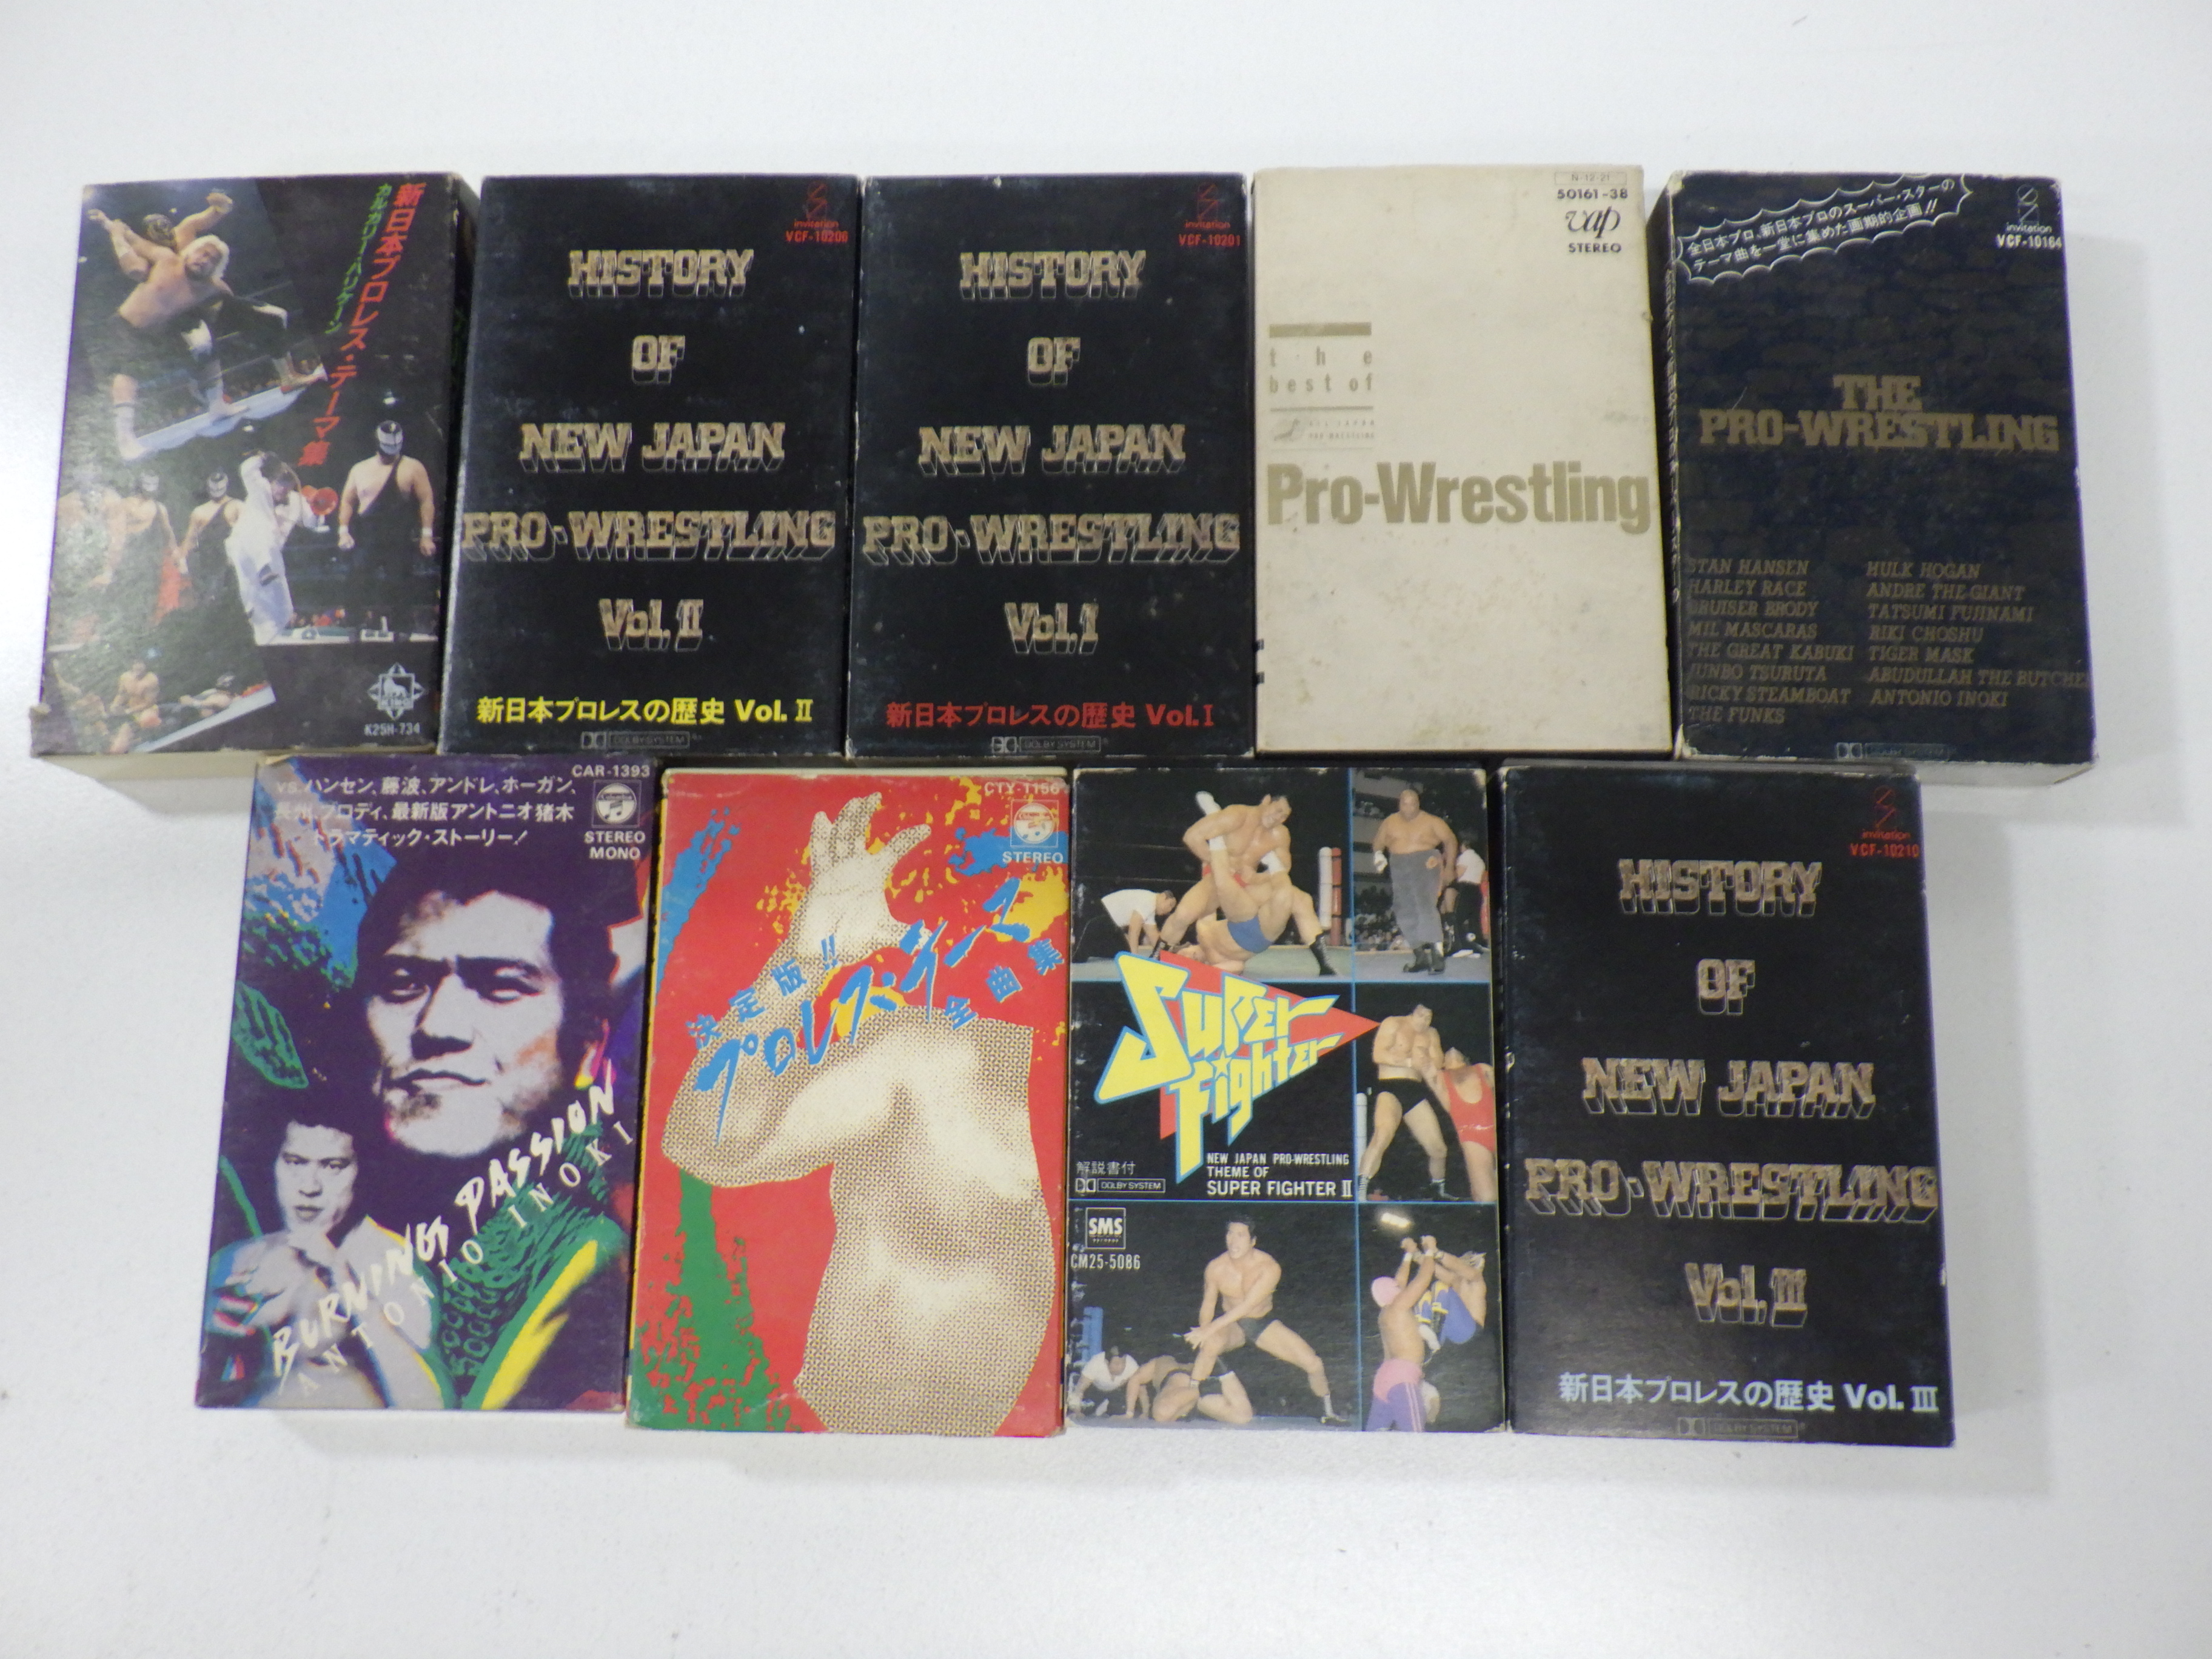 新日本プロレス・テーマ集
カルガリー・ハリケーン
K25H-734
invitation
VCF-10206
HISTORY
OF
NEW JAPAN
PRO-WRESTLING
Vol. II
新日本プロレスの歴史 Vol. II
DOLBY SYSTEM
invitation
VCF-10201
HISTORY
OF
NEW JAPAN
PRO-WRESTLING
Vol. I
新日本プロレスの歴史 Vol. I
DOLBY SYSTEM
N-12-21
50161-38
vap
STEREO
the
best of
ALL JAPAN
PRO-WRESTLING
Pro-Wrestling
全日本プロ、新日本プロのスーパー・スターの
テーマ曲を一堂に集めた画期的企画!!
invitation
VCF-10164
THE
PRO-WRESTLING
STAN HANSEN
HARLEY RACE
BRUISER BRODY
MIL MASCARAS
THE GREAT KABUKI
JUNBO TSURUTA
RICKY STEAMBOAT
THE FUNKS
HULK HOGAN
ANDRE THE GIANT
TATSUMI FUJINAMI
RIKI CHOSHU
TIGER MASK
ABUDULLAH THE BUTCHE
ANTONIO INOKI
DOLBY SYSTEM
CAR-1393
vs.ハンセン、藤波、アンドレ、ホーガン、
長州、ブロディ、最新版アントニオ猪木
ドラマティック・ストーリー!
Columbia
STEREO
MONO
BURNING PASSION
ANTONIO INOKI
CTY-1156
STEREO
決定版!!
プロレス・テーマ
全曲集
Super
Fighter
解説書付
DOLBY SYSTEM
NEW JAPAN PRO-WRESTLING
THEME OF
SUPER FIGHTER II
SMS
RECORDS
CM25-5086
invitation
VCF-10210
HISTORY
OF
NEW JAPAN
PRO-WRESTLING
Vol. III
新日本プロレスの歴史 Vol. III
DOLBY SYSTEM